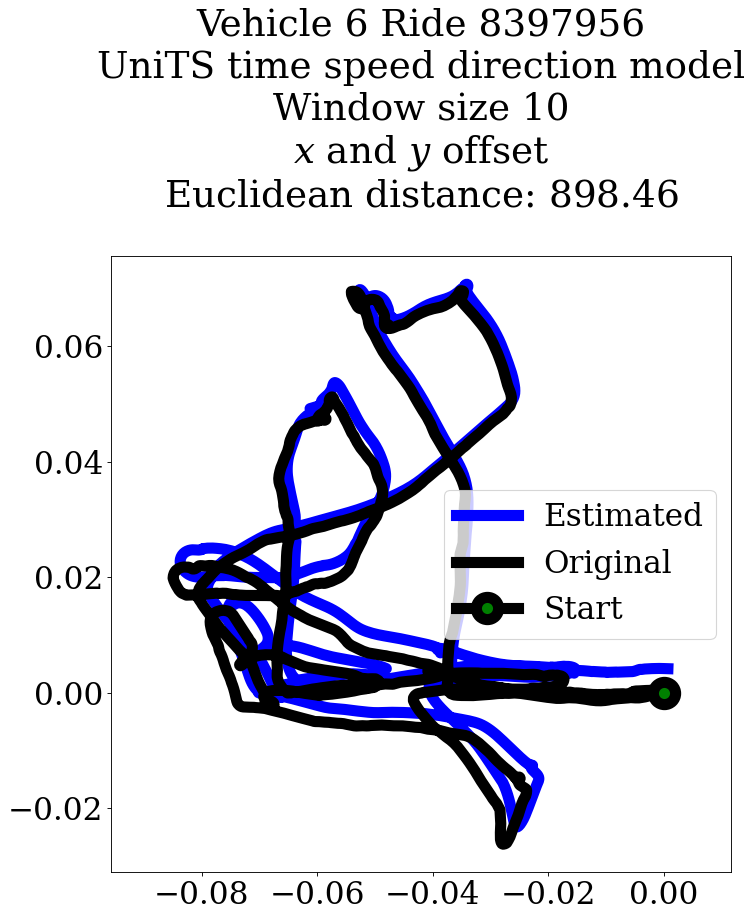 Vehicle 6 Ride 8397956
UniTS time speed direction model
Window size 10
x and y offset
Euclidean distance: 898.46
0.06
0.04
Estimated
Original
Start
0.02
0.00
−0.02
−0.08 −0.06 −0.04 −0.02 0.00